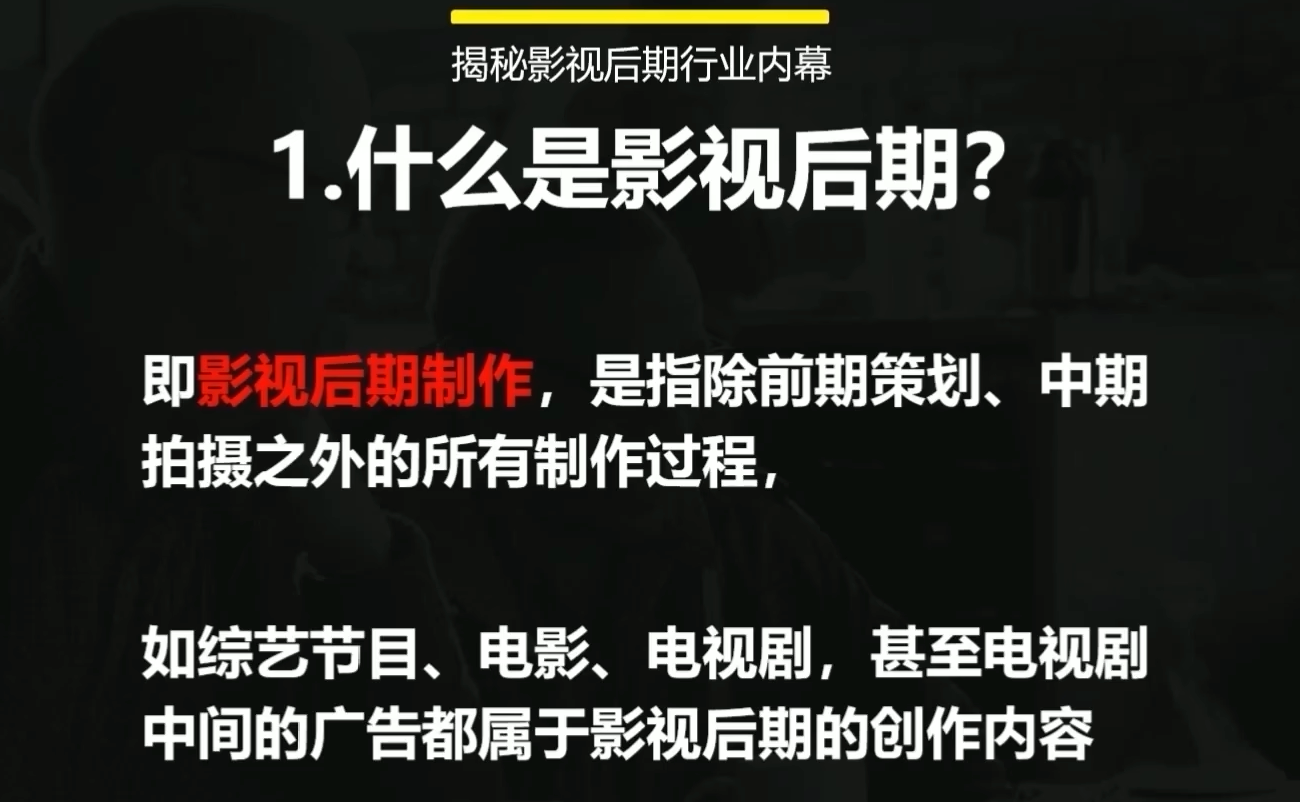 揭秘影视后期行业内幕
1.什么是影视后期？
即影视后期制作，是指除前期策划、中期
拍摄之外的所有制作过程，
如综艺节目、电影、电视剧，甚至电视剧
中间的广告都属于影视后期的创作内容